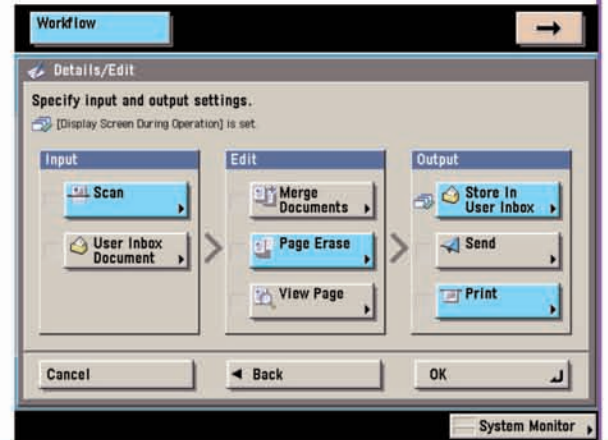 Workflow
Details/Edit
Specify input and output settings.
[Display Screen During Operation] is set.
Input
Scan
User Inbox
Document
Edit
Merge
Documents
Page Erase
View Page
Output
Store In
User Inbox
Send
Print
Cancel
Back
OK
System Monitor